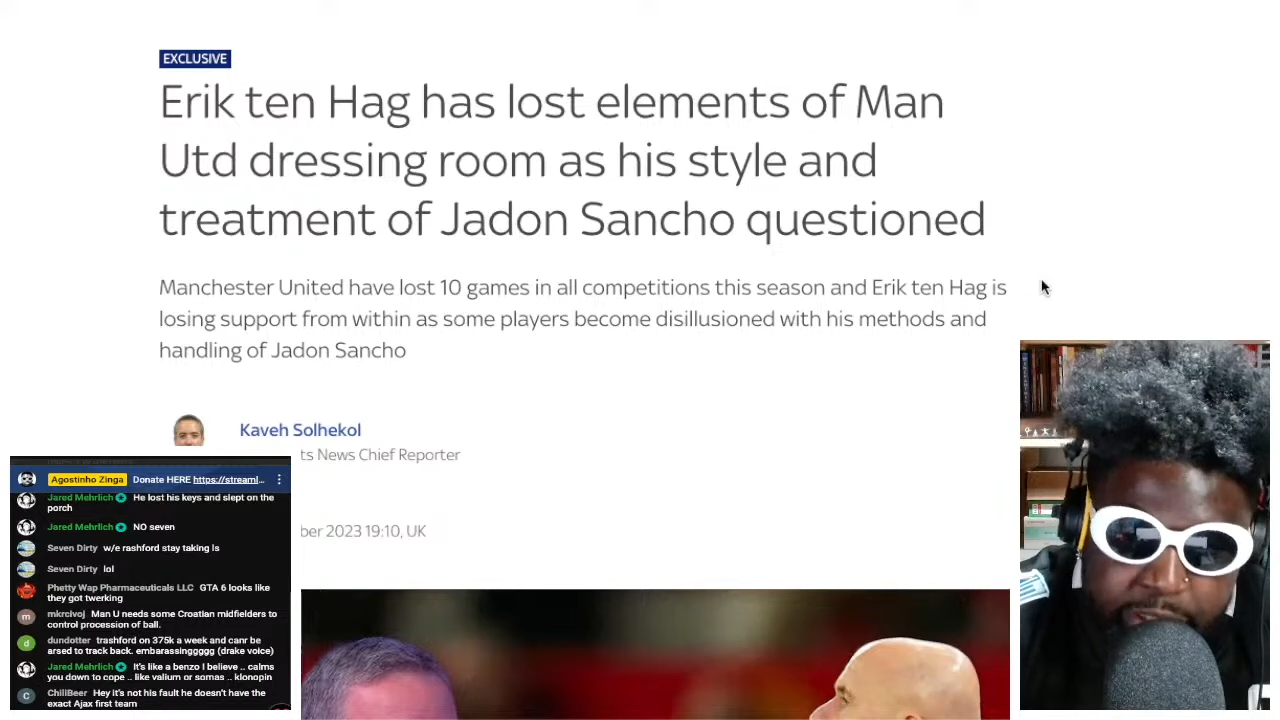 EXCLUSIVE
Erik ten Hag has lost elements of Man
Utd dressing room as his style and
treatment of Jadon Sancho questioned
Manchester United have lost 10 games in all competitions this season and Erik ten Hag is
losing support from within as some players become disillusioned with his methods and
handling of Jadon Sancho
Kaveh Solhekol
ts News Chief Reporter
ber 2023 19:10, UK
Agostinho Zinga Donate HERE https://streaml...
Jared Mehrlich He lost his keys and slept on the
porch
Jared Mehrlich NO seven
Seven Dirty w/e rashford stay taking ls
Seven Dirty lol
Phetty Wap Pharmaceuticals LLC GTA 6 looks like
they got twerking
mkrcivoj Man U needs some Croatian midfielders to
control procession of ball.
dundotter trashford on 375k a week and canr be
arsed to track back. embarassinggggg (drake voice)
Jared Mehrlich It's like a benzo I believe .. calms
you down to cope .. like valium or somas .. klonopin
ChiliBeer Hey it's not his fault he doesn't have the
exact Ajax first team